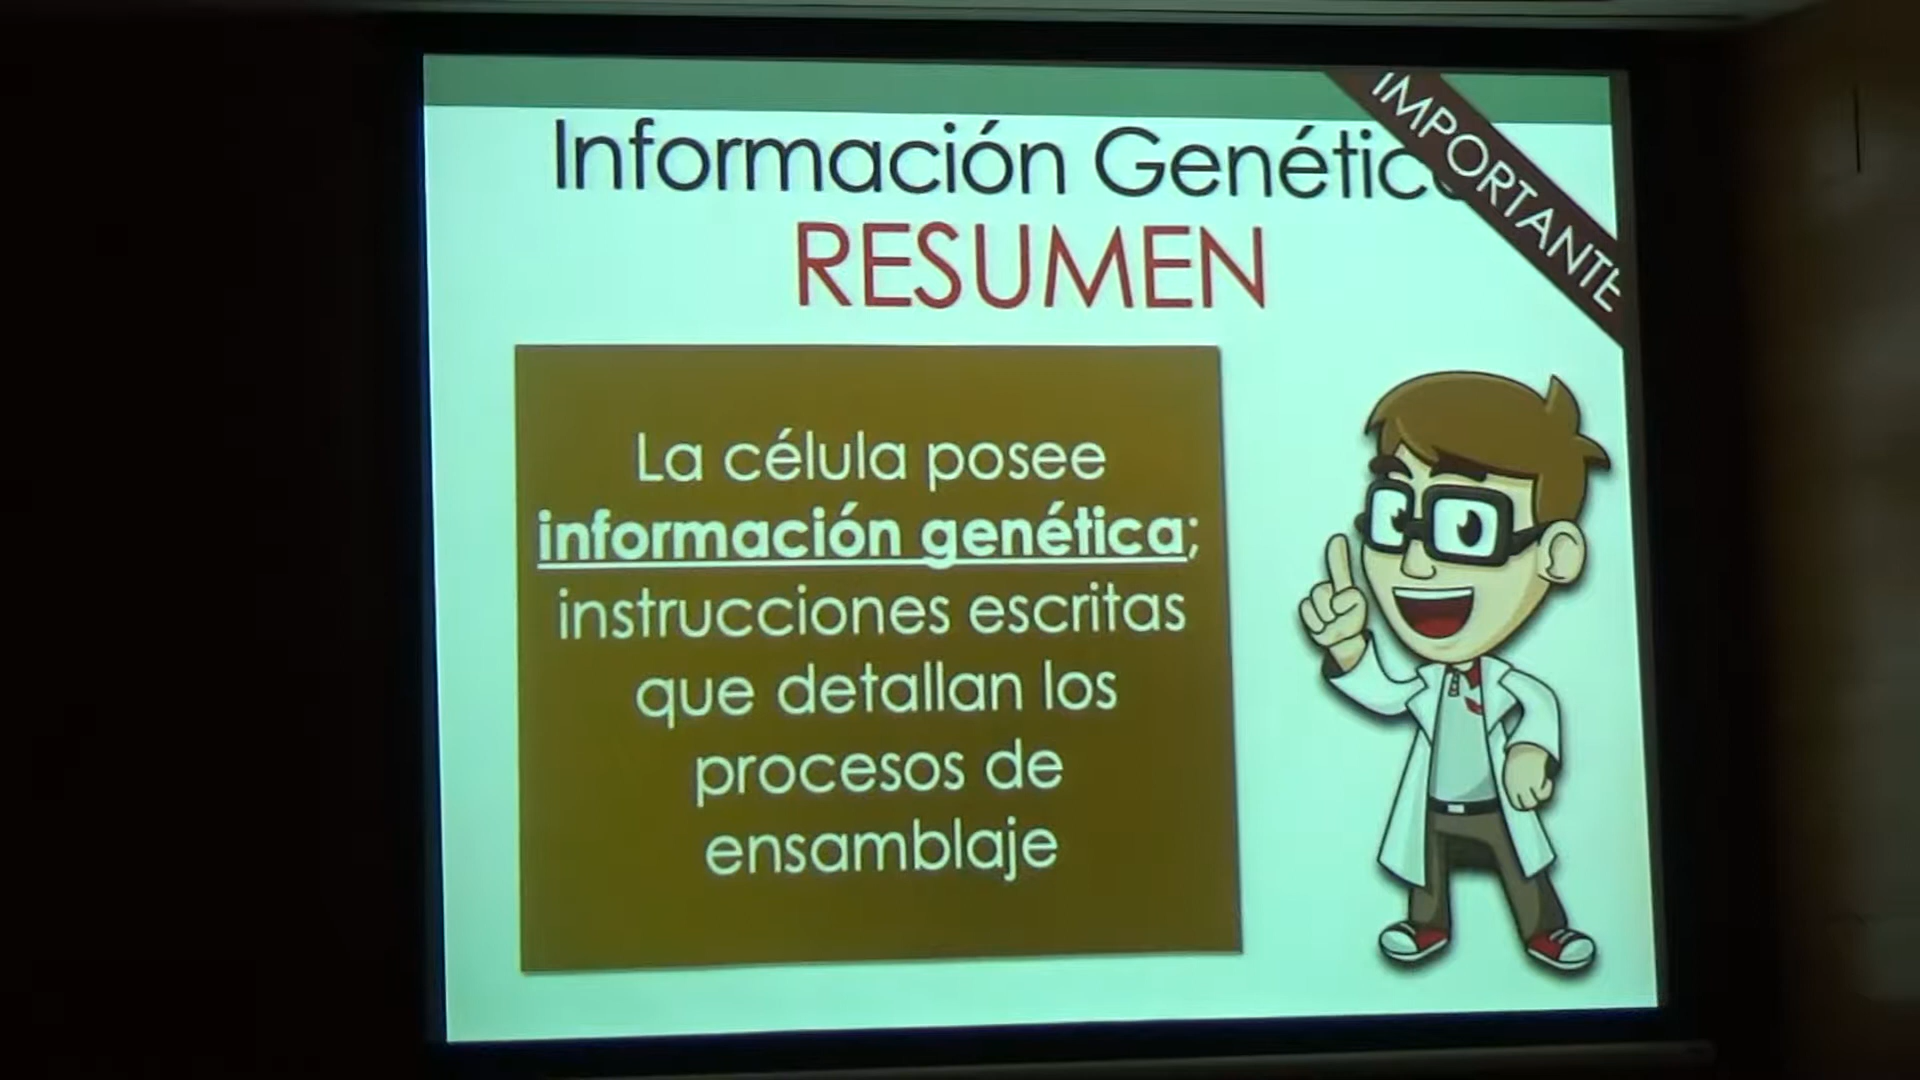 Información Genétic
RESUMEN
IMPORTANTE
La célula posee
información genética;
instrucciones escritas
que detallan los
procesos de
ensamblaje